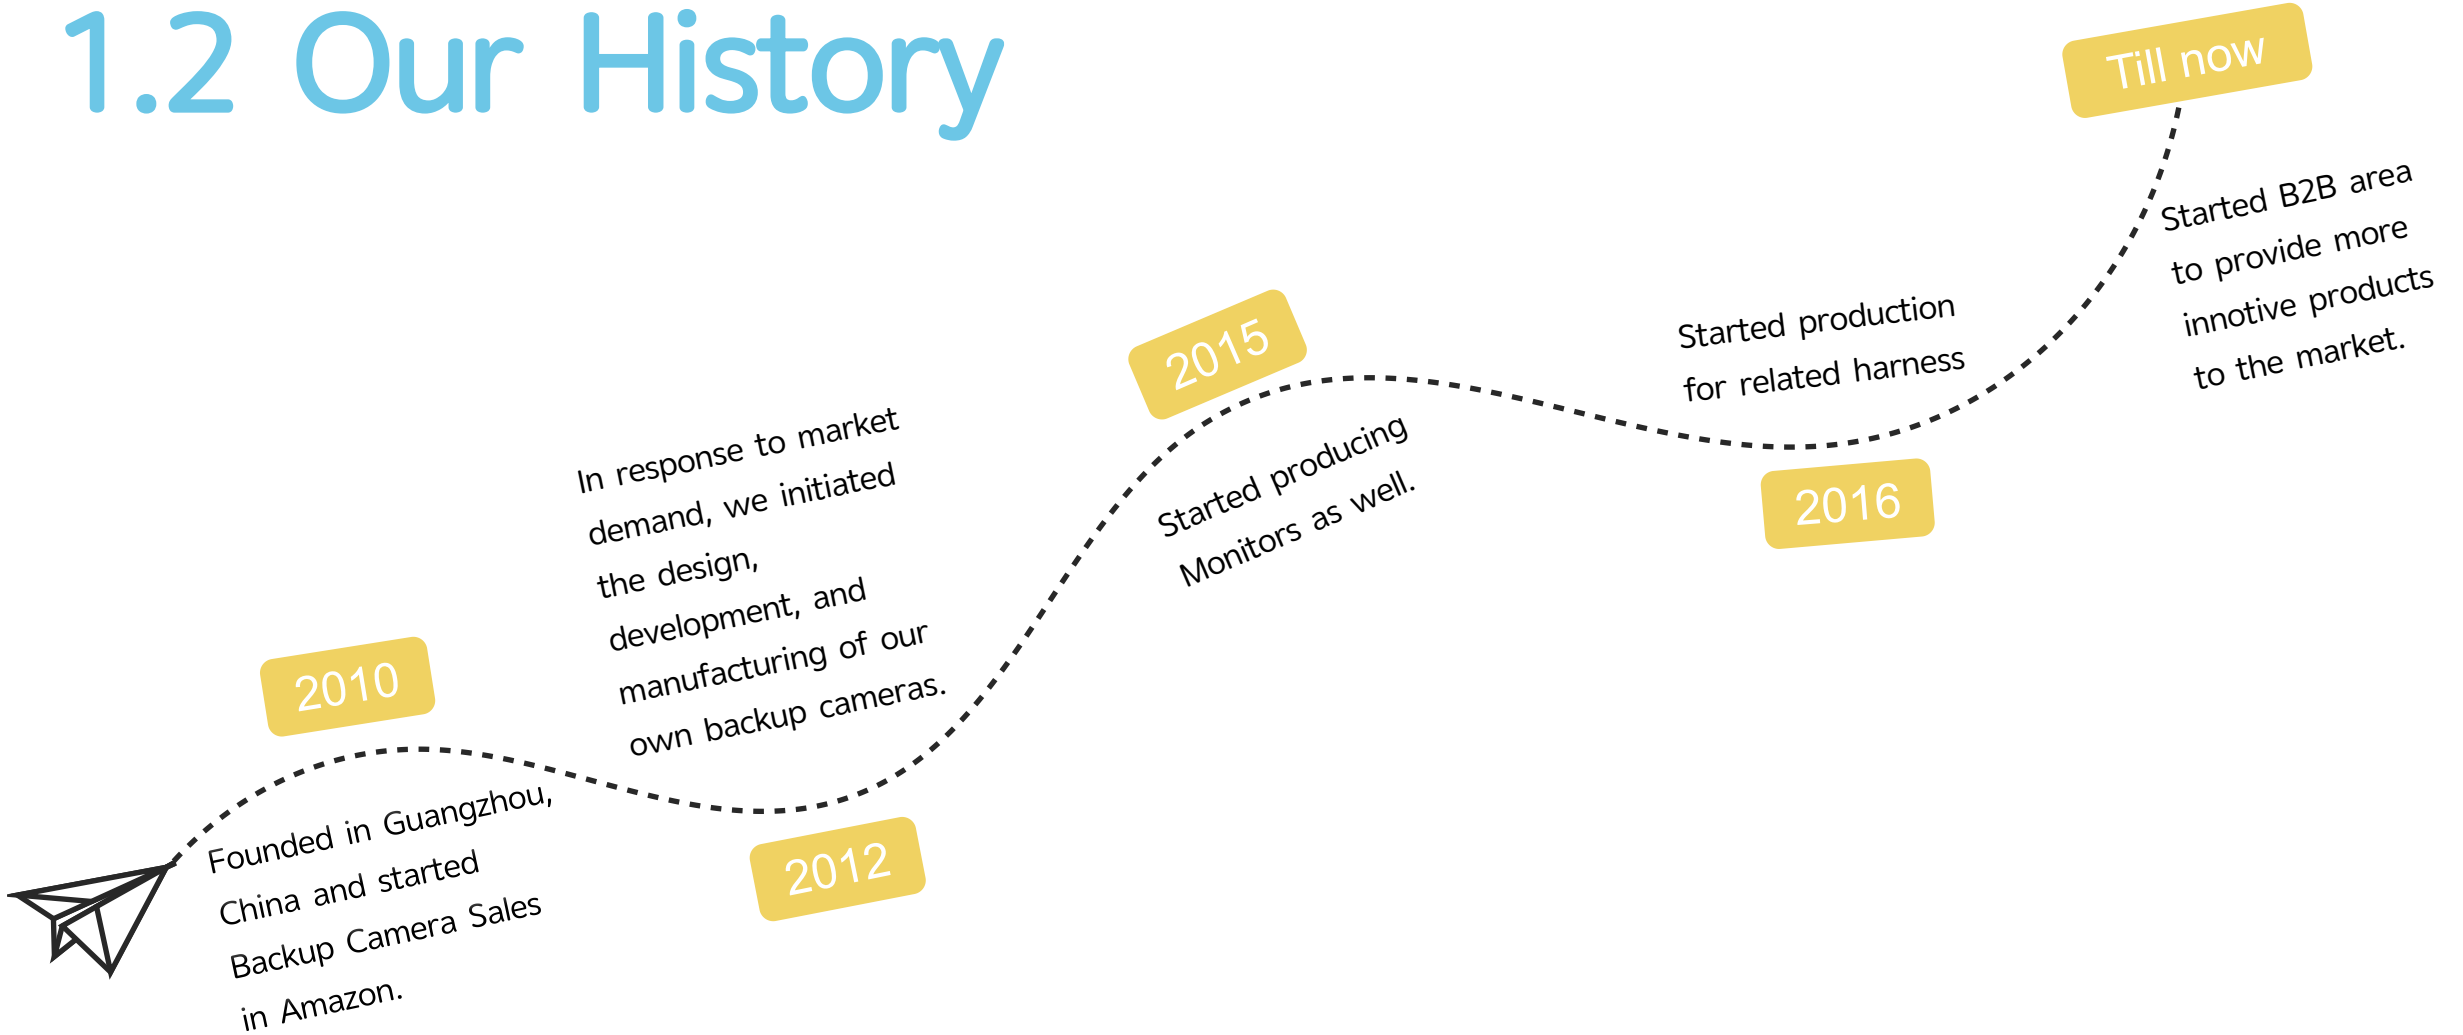 1.2 Our History
2010
Founded in Guangzhou,
China and started
Backup Camera Sales
in Amazon.
In response to market
demand, we initiated
the design,
development, and
manufacturing of our
own backup cameras.
2012
2015
Started producing
Monitors as well.
Started production
for related harness
2016
Till now
Started B2B area
to provide more
innotive products
to the market.